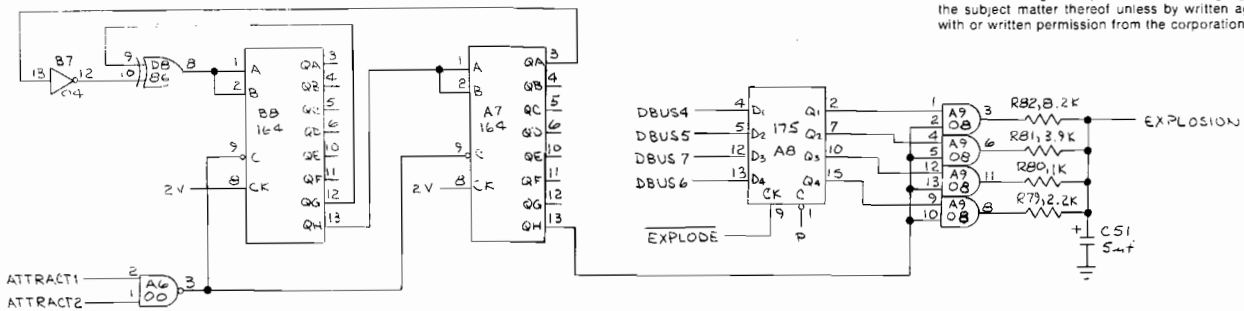 the subject matter thereof unless by written a
with or written permission from the corporation
B7
13
12
04
9
10
D8
86
8
1 A
2 B
B8
164
9 C
8 CK
2V
QA 3
QB 4
QC 5
QD 6
QE 10
QF 11
QG 12
QH 13
1 A
2 B
A7
164
9 C
8 CK
2V
QA 3
QB 4
QC 5
QD 6
QE 10
QF 11
QG 12
QH 13
ATTRACT1 2
ATTRACT2 1
A6
00
3
DBUS4 4 D1
DBUS5 5 D2
DBUS7 12 D3
DBUS6 13 D4
175
A8
Q1 2
Q2 7
Q3 10
Q4 15
CK C
9 1
EXPLODE
P
1
2
A9
08
3
R82, 8.2K
4
5
A9
08
6
R81, 3.9K
12
13
A9
08
11
R80, 1K
9
10
A9
08
8
R79, 2.2K
EXPLOSION
+
C51
5uf